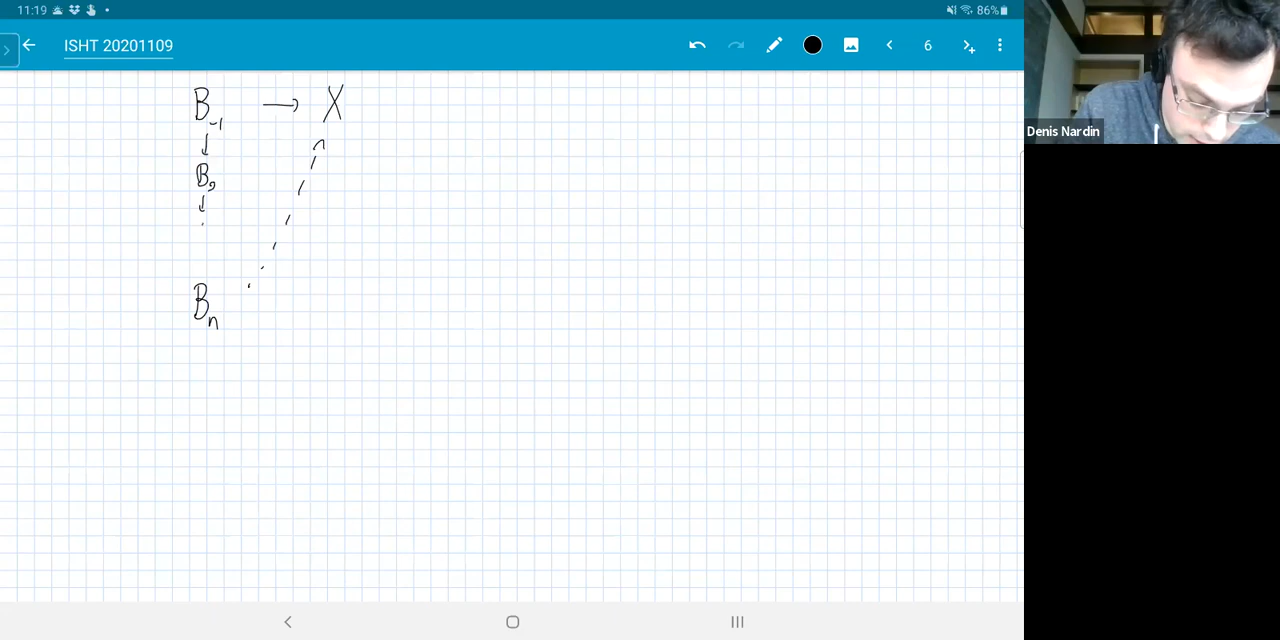 11:19
86%
ISHT 20201109
6
B₋₁ → X
↓
B₀
↓
Bₙ
Denis Nardin